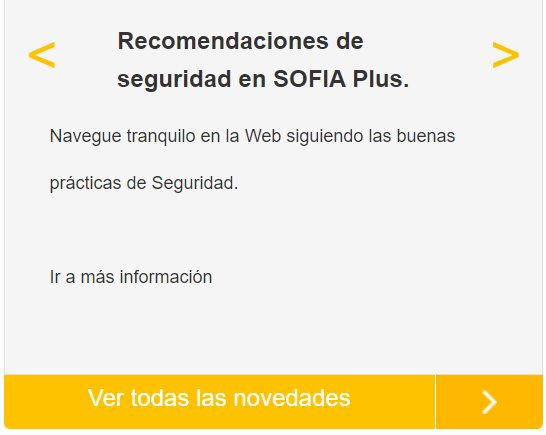 Recomendaciones de
seguridad en SOFIA Plus.
Navegue tranquilo en la Web siguiendo las buenas
prácticas de Seguridad.
Ir a más información
Ver todas las novedades